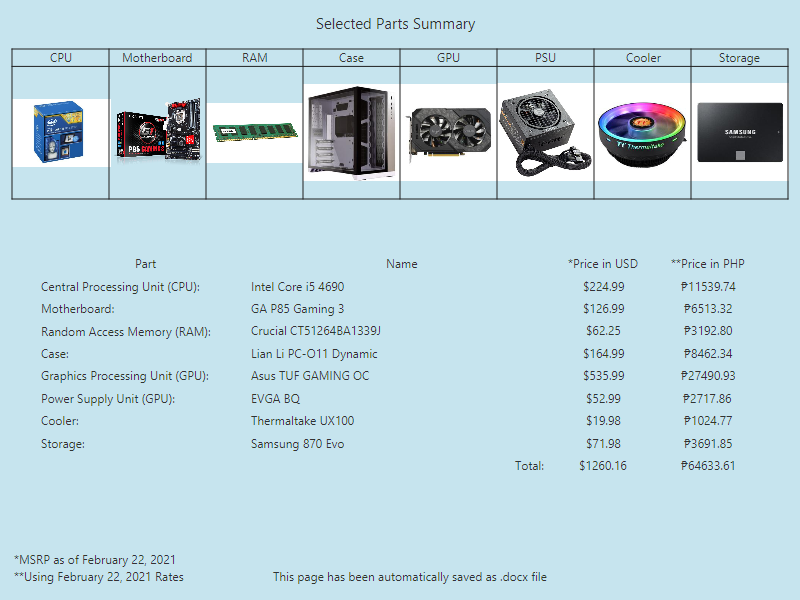 Selected Parts Summary
CPU Motherboard RAM Case GPU PSU Cooler Storage
SAMSUNG
Thermaltake
Part Name *Price in USD **Price in PHP
Central Processing Unit (CPU): Intel Core i5 4690 $224.99 ₱11539.74
Motherboard: GA P85 Gaming 3 $126.99 ₱6513.32
Random Access Memory (RAM): Crucial CT51264BA1339J $62.25 ₱3192.80
Case: Lian Li PC-O11 Dynamic $164.99 ₱8462.34
Graphics Processing Unit (GPU): Asus TUF GAMING OC $535.99 ₱27490.93
Power Supply Unit (GPU): EVGA BQ $52.99 ₱2717.86
Cooler: Thermaltake UX100 $19.98 ₱1024.77
Storage: Samsung 870 Evo $71.98 ₱3691.85
Total: $1260.16 ₱64633.61
*MSRP as of February 22, 2021
**Using February 22, 2021 Rates This page has been automatically saved as .docx file